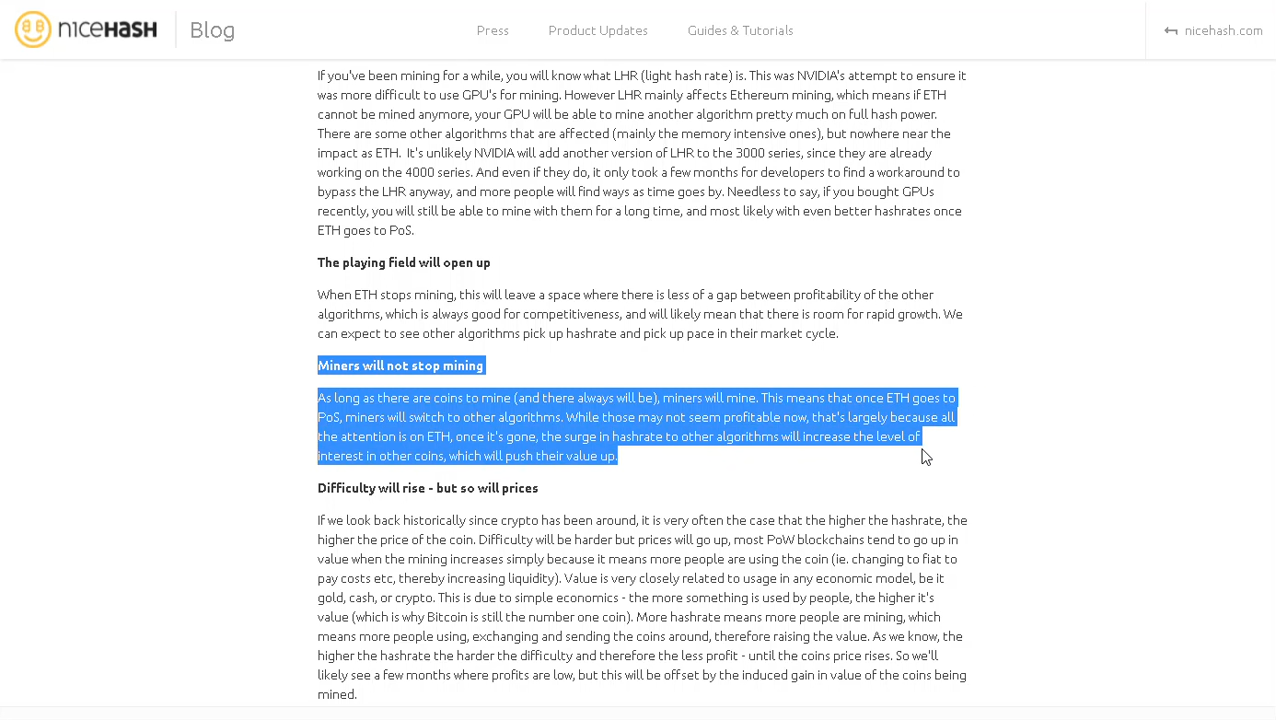 nıceHASH
Blog
Press
Product Updates
Guides & Tutorials
nicehash.com
If you've been mining for a while, you will know what LHR (light hash rate) is. This was NVIDIA's attempt to ensure it
was more difficult to use GPU's for mining. However LHR mainly affects Ethereum mining, which means if ETH
cannot be mined anymore, your GPU will be able to mine another algorithm pretty much on full hash power.
There are some other algorithms that are affected (mainly the memory intensive ones), but nowhere near the
impact as ETH.  It's unlikely NVIDIA will add another version of LHR to the 3000 series, since they are already
working on the 4000 series. And even if they do, it only took a few months for developers to find a workaround to
bypass the LHR anyway, and more people will find ways as time goes by. Needless to say, if you bought GPUs
recently, you will still be able to mine with them for a long time, and most likely with even better hashrates once
ETH goes to PoS.
The playing field will open up
When ETH stops mining, this will leave a space where there is less of a gap between profitability of the other
algorithms, which is always good for competitiveness, and will likely mean that there is room for rapid growth. We
can expect to see other algorithms pick up hashrate and pick up pace in their market cycle.
Miners will not stop mining
As long as there are coins to mine (and there always will be), miners will mine. This means that once ETH goes to
PoS, miners will switch to other algorithms. While those may not seem profitable now, that's largely because all
the attention is on ETH, once it's gone, the surge in hashrate to other algorithms will increase the level of
interest in other coins, which will push their value up.
Difficulty will rise - but so will prices
If we look back historically since crypto has been around, it is very often the case that the higher the hashrate, the
higher the price of the coin. Difficulty will be harder but prices will go up, most PoW blockchains tend to go up in
value when the mining increases simply because it means more people are using the coin (ie. changing to fiat to
pay costs etc, thereby increasing liquidity). Value is very closely related to usage in any economic model, be it
gold, cash, or crypto. This is due to simple economics - the more something is used by people, the higher it's
value (which is why Bitcoin is still the number one coin). More hashrate means more people are mining, which
means more people using, exchanging and sending the coins around, therefore raising the value. As we know, the
higher the hashrate the harder the difficulty and therefore the less profit - until the coins price rises. So we'll
likely see a few months where profits are low, but this will be offset by the induced gain in value of the coins being
mined.